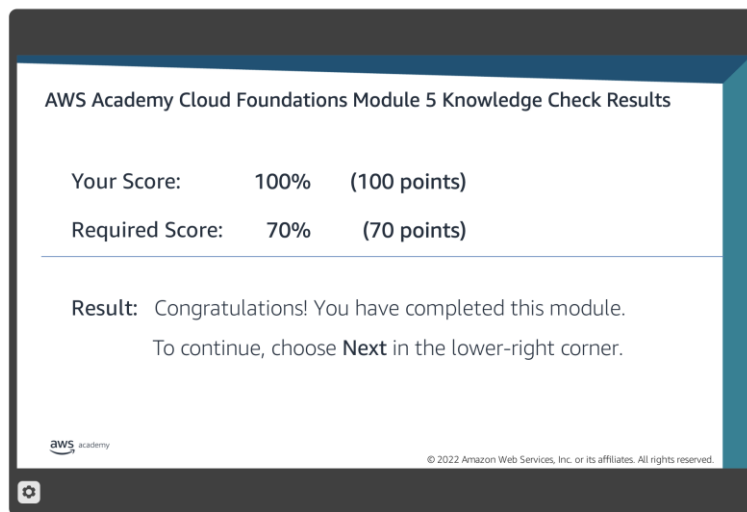 AWS Academy Cloud Foundations Module 5 Knowledge Check Results
Your Score: 100% (100 points)
Required Score: 70% (70 points)
Result: Congratulations! You have completed this module.
To continue, choose Next in the lower-right corner.
aws academy
© 2022 Amazon Web Services, Inc. or its affiliates. All rights reserved.